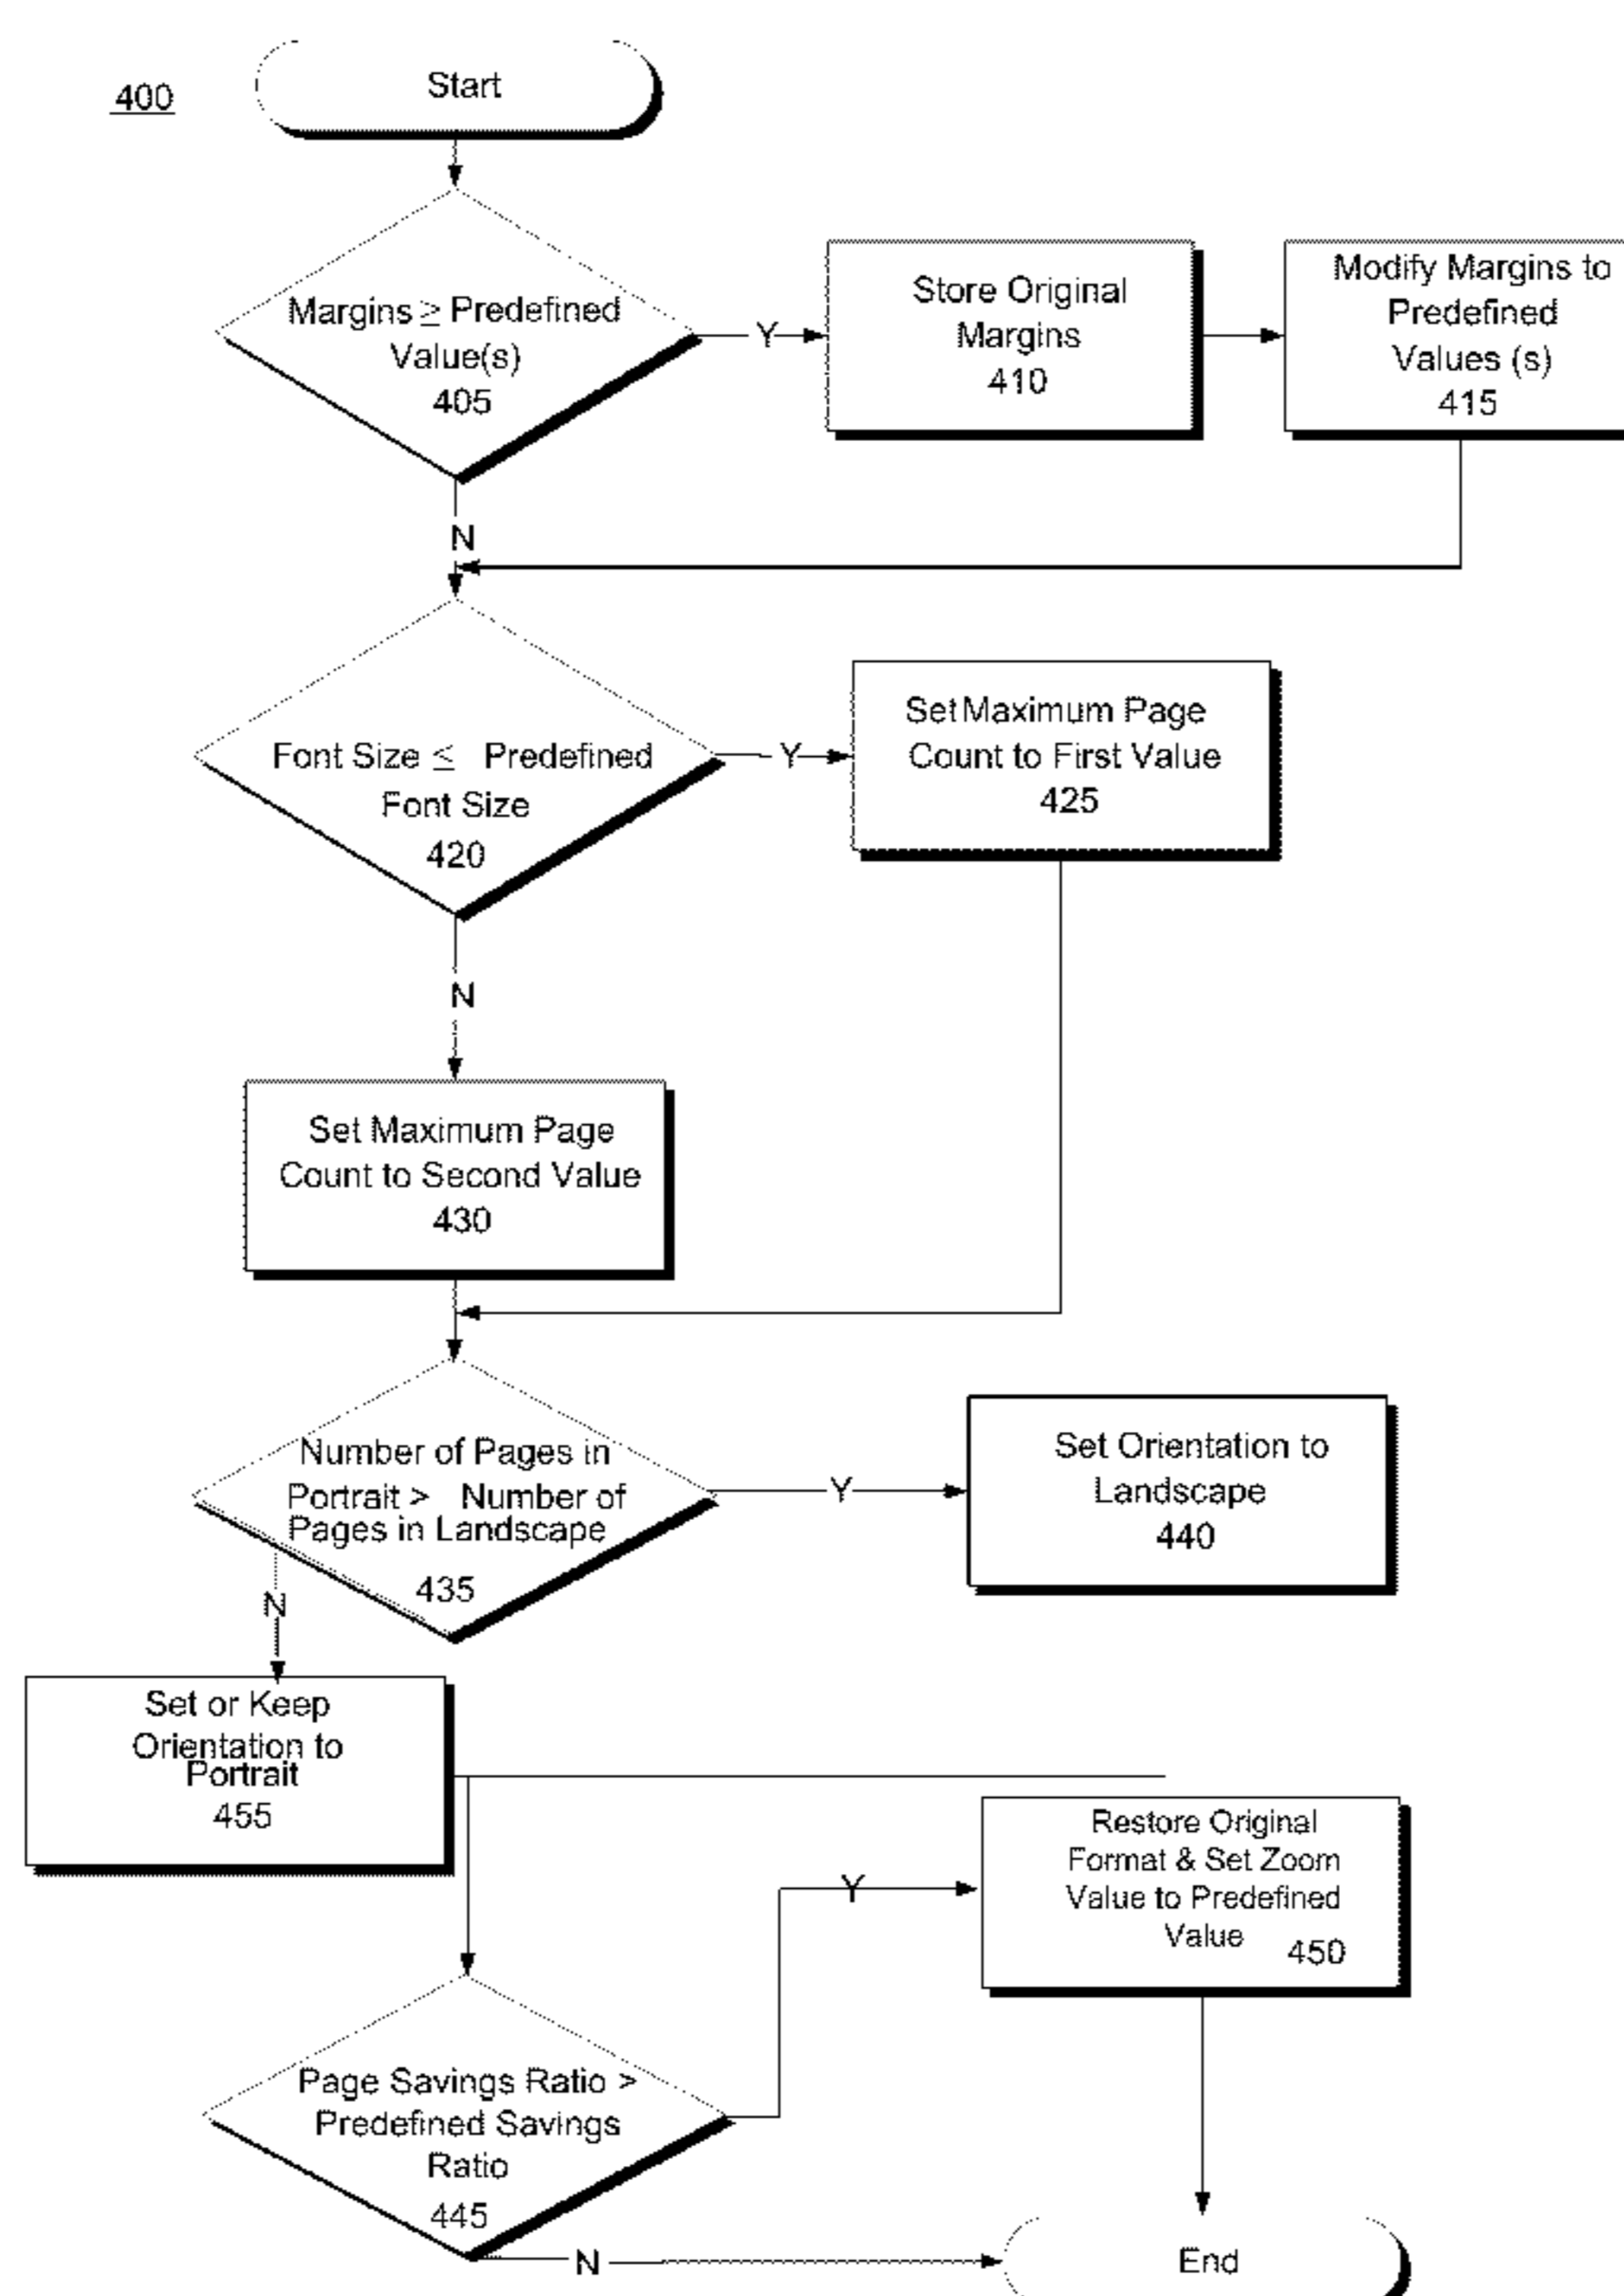 400
Start
Margins ≥ Predefined
Value(s)
405
Y
Store Original
Margins
410
Modify Margins to
Predefined
Values (s)
415
N
Font Size ≤ Predefined
Font Size
420
Y
Set Maximum Page
Count to First Value
425
N
Set Maximum Page
Count to Second Value
430
Number of Pages in
Portrait > Number of
Pages in Landscape
435
Y
Set Orientation to
Landscape
440
N
Set or Keep
Orientation to
Portrait
455
Restore Original
Format & Set Zoom
Value to Predefined
Value
450
Y
Page Savings Ratio >
Predefined Savings
Ratio
445
N
End